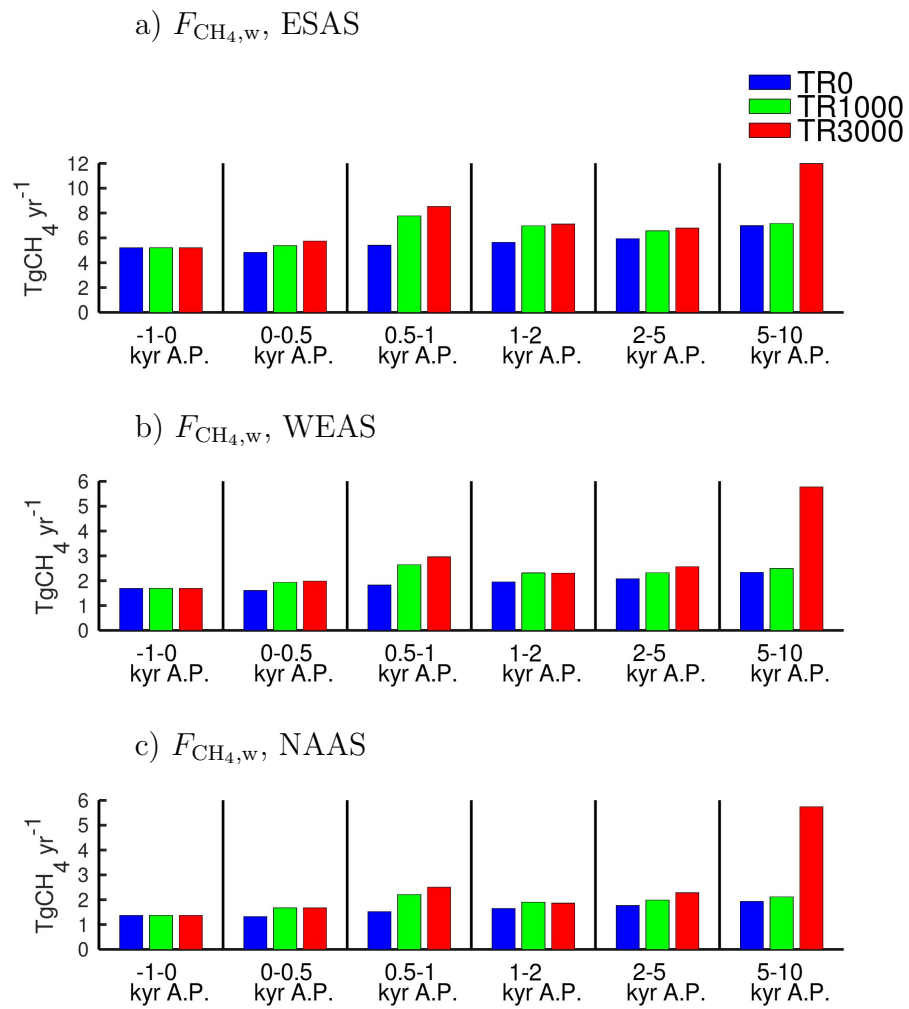 a) F_CH₄,w, ESAS
TR0
TR1000
TR3000
TgCH₄ yr⁻¹
12
10
8
6
4
2
0
-1-0 0-0.5 0.5-1 1-2 2-5 5-10
kyr A.P. kyr A.P. kyr A.P. kyr A.P. kyr A.P. kyr A.P.
b) F_CH₄,w, WEAS
TgCH₄ yr⁻¹
6
5
4
3
2
1
0
-1-0 0-0.5 0.5-1 1-2 2-5 5-10
kyr A.P. kyr A.P. kyr A.P. kyr A.P. kyr A.P. kyr A.P.
c) F_CH₄,w, NAAS
TgCH₄ yr⁻¹
6
5
4
3
2
1
0
-1-0 0-0.5 0.5-1 1-2 2-5 5-10
kyr A.P. kyr A.P. kyr A.P. kyr A.P. kyr A.P. kyr A.P.